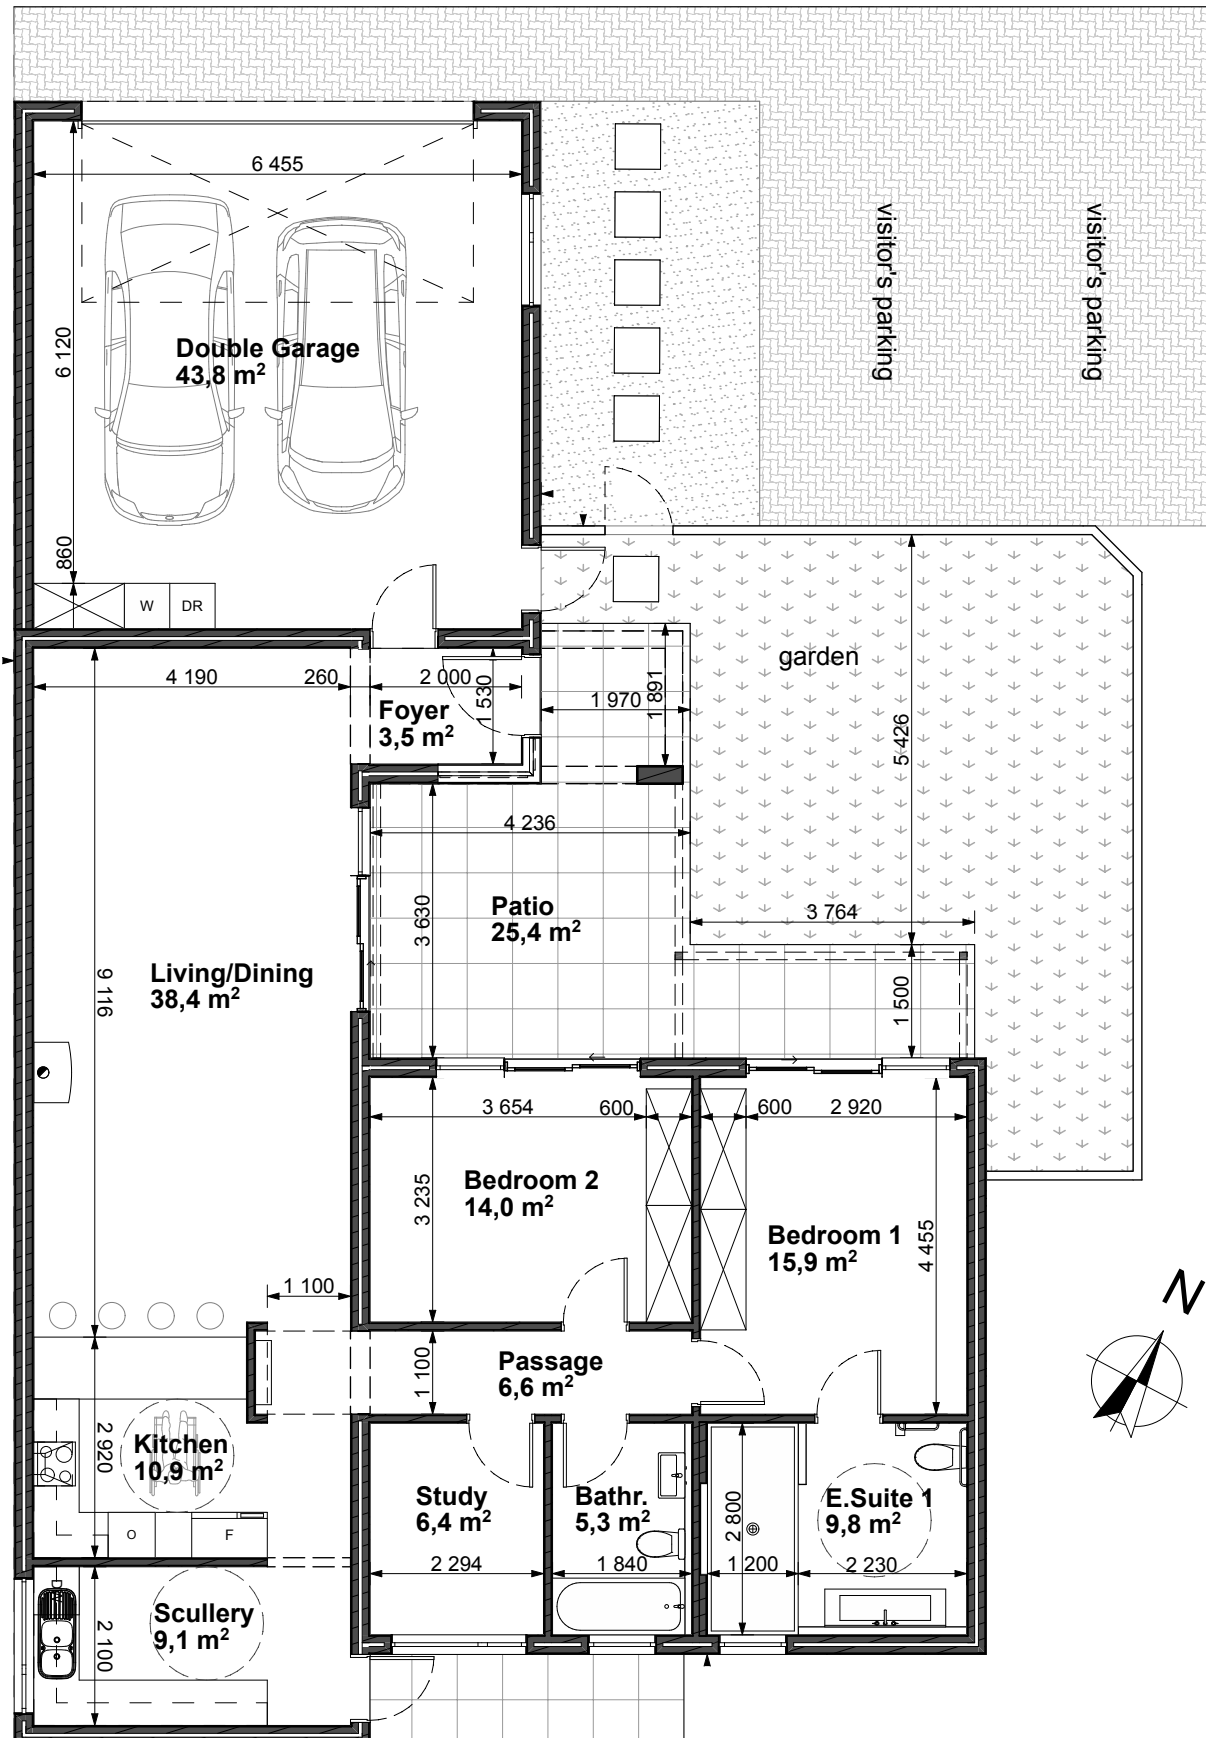 6 455
visitor's parking
visitor's parking
6 120
Double Garage
43,8 m²
860
W
DR
4 190
260
2 000
1 530
Foyer
3,5 m²
1 970
1 891
garden
5 426
4 236
3 630
Patio
25,4 m²
3 764
1 500
9 116
Living/Dining
38,4 m²
3 654
600
600
2 920
3 235
Bedroom 2
14,0 m²
Bedroom 1
15,9 m²
4 455
1 100
1 100
Passage
6,6 m²
N
2 920
Kitchen
10,9 m²
O
F
Study
6,4 m²
2 294
Bathr.
5,3 m²
1 840
2 800
1 200
E.Suite 1
9,8 m²
2 230
2 100
Scullery
9,1 m²